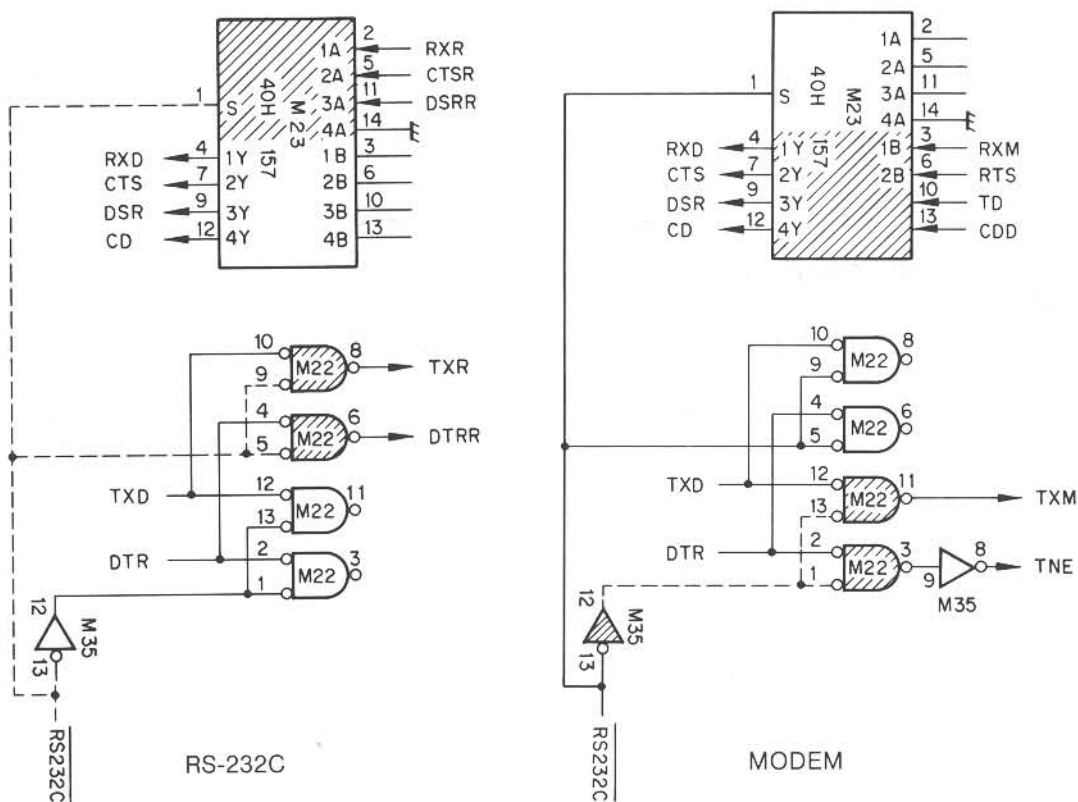 2
1A
RXR
5
2A
CTSR
11
3A
DSRR
14
4A
3
1B
6
2B
10
3B
13
4B
1
S
40H
M 23
157
RXD
4
1Y
CTS
7
2Y
DSR
9
3Y
CD
12
4Y
10
9
M22
8
TXR
4
5
M22
6
DTRR
TXD
12
13
M22
11
DTR
2
1
M22
3
12
M35
13
RS232C
RS-232C
2
1A
5
2A
11
3A
14
4A
3
1B
RXM
6
2B
RTS
10
TD
13
CDD
1
S
40H
M23
157
RXD
4
1Y
CTS
7
2Y
DSR
9
3Y
CD
12
4Y
10
9
M22
8
4
5
M22
6
TXD
12
13
M22
11
TXM
DTR
2
1
M22
3
9
8
TNE
M35
12
M35
13
RS232C
MODEM